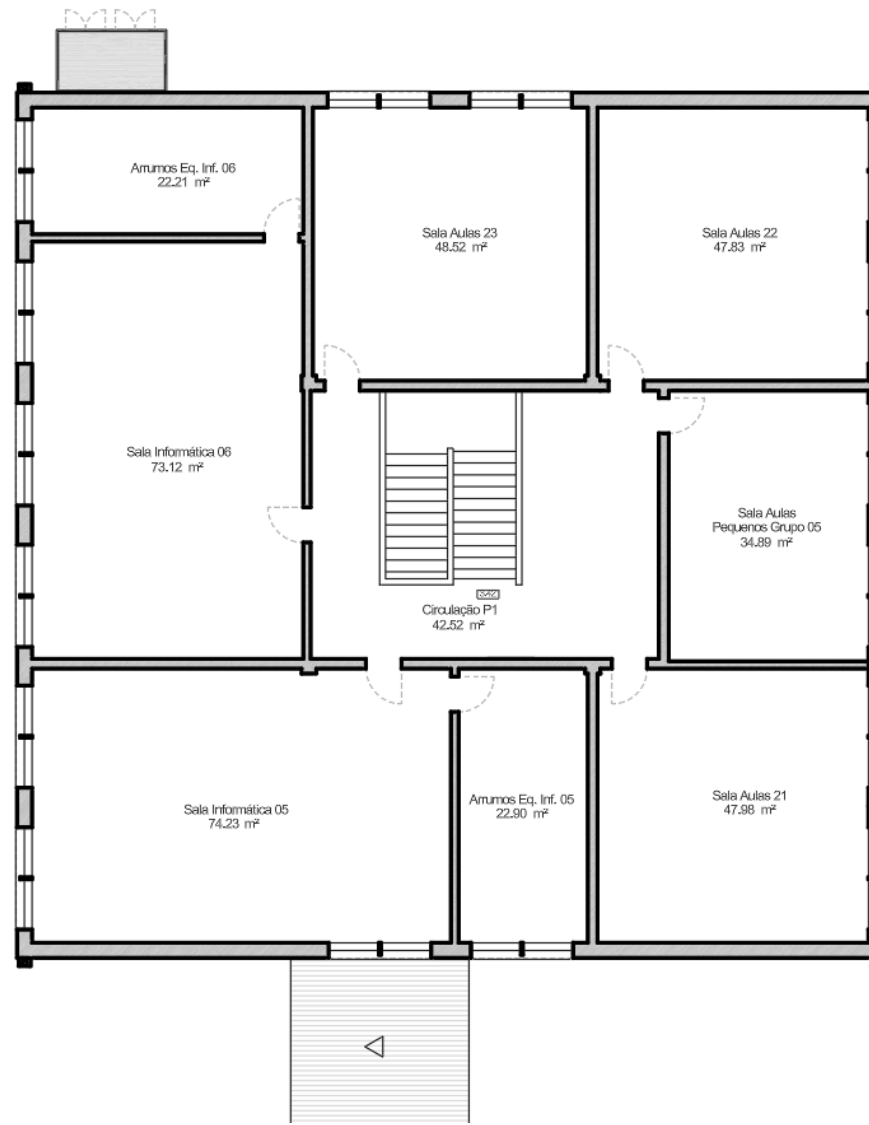 Arrumos Eq. Inf. 06
22.21 m²
Sala Aulas 23
48.52 m²
Sala Aulas 22
47.83 m²
Sala Informática 06
73.12 m²
Sala Aulas
Pequenos Grupo 05
34.89 m²
Circulação P1
42.52 m²
Sala Informática 05
74.23 m²
Arrumos Eq. Inf. 05
22.90 m²
Sala Aulas 21
47.98 m²